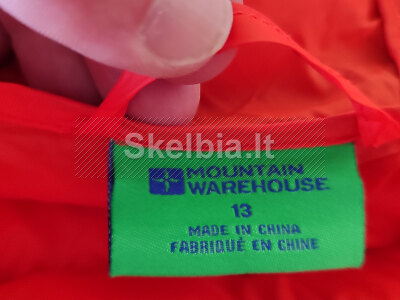 Skelbia.lt
MOUNTAIN
WAREHOUSE
13
MADE IN CHINA
FABRIQUÉ EN CHINE